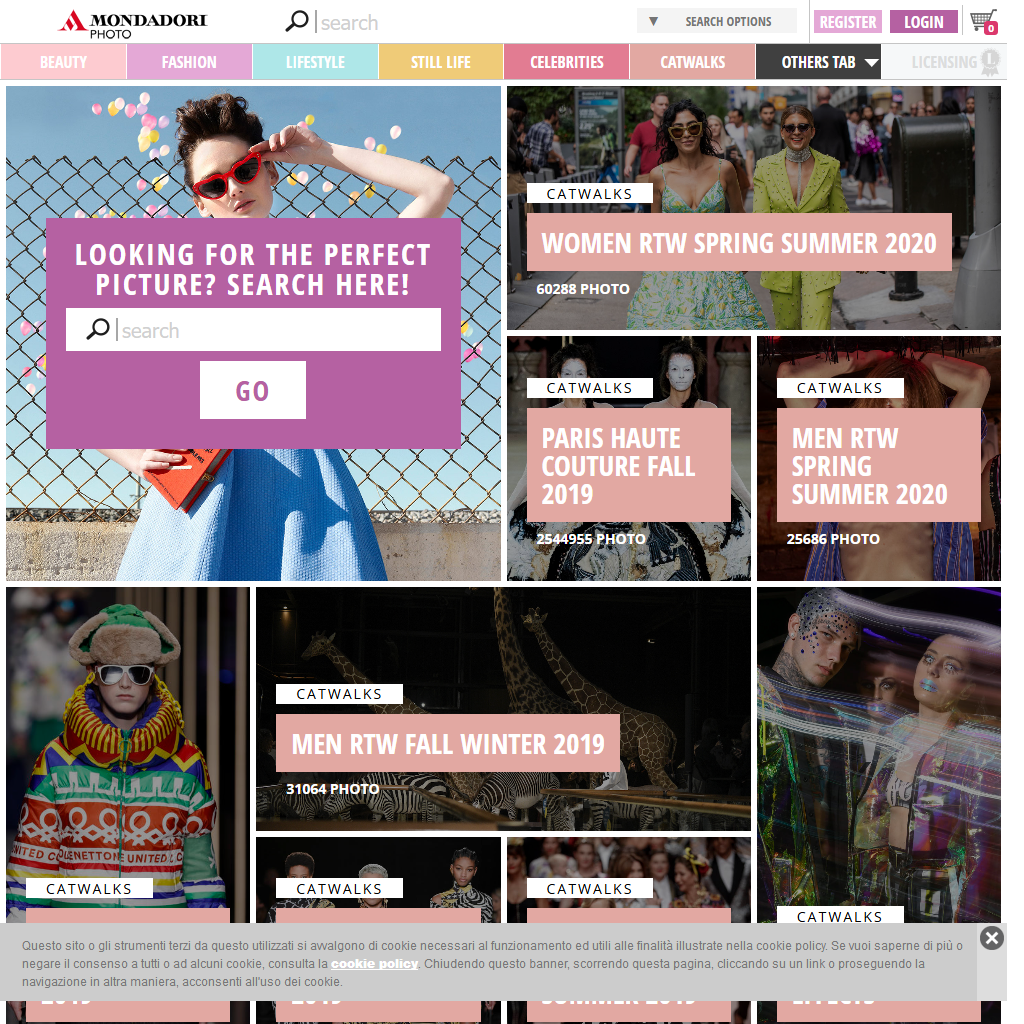 MONDADORI
PHOTO
search
SEARCH OPTIONS
REGISTER
LOGIN
0
BEAUTY
FASHION
LIFESTYLE
STILL LIFE
CELEBRITIES
CATWALKS
OTHERS TAB
LICENSING
LOOKING FOR THE PERFECT
PICTURE? SEARCH HERE!
search
GO
CATWALKS
WOMEN RTW SPRING SUMMER 2020
60288 PHOTO
CATWALKS
PARIS HAUTE
COUTURE FALL
2019
2544955 PHOTO
CATWALKS
MEN RTW
SPRING
SUMMER 2020
25686 PHOTO
CATWALKS
MEN RTW FALL WINTER 2019
31064 PHOTO
CATWALKS
CATWALKS
CATWALKS
CATWALKS
Questo sito o gli strumenti terzi da questo utilizzati si avvalgono di cookie necessari al funzionamento ed utili alle finalità illustrate nella cookie policy. Se vuoi saperne di più o
negare il consenso a tutti o ad alcuni cookie, consulta la cookie policy. Chiudendo questo banner, scorrendo questa pagina, cliccando su un link o proseguendo la
navigazione in altra maniera, acconsenti all'uso dei cookie.
2019
2019
SUMMER 2019
EFFECTS